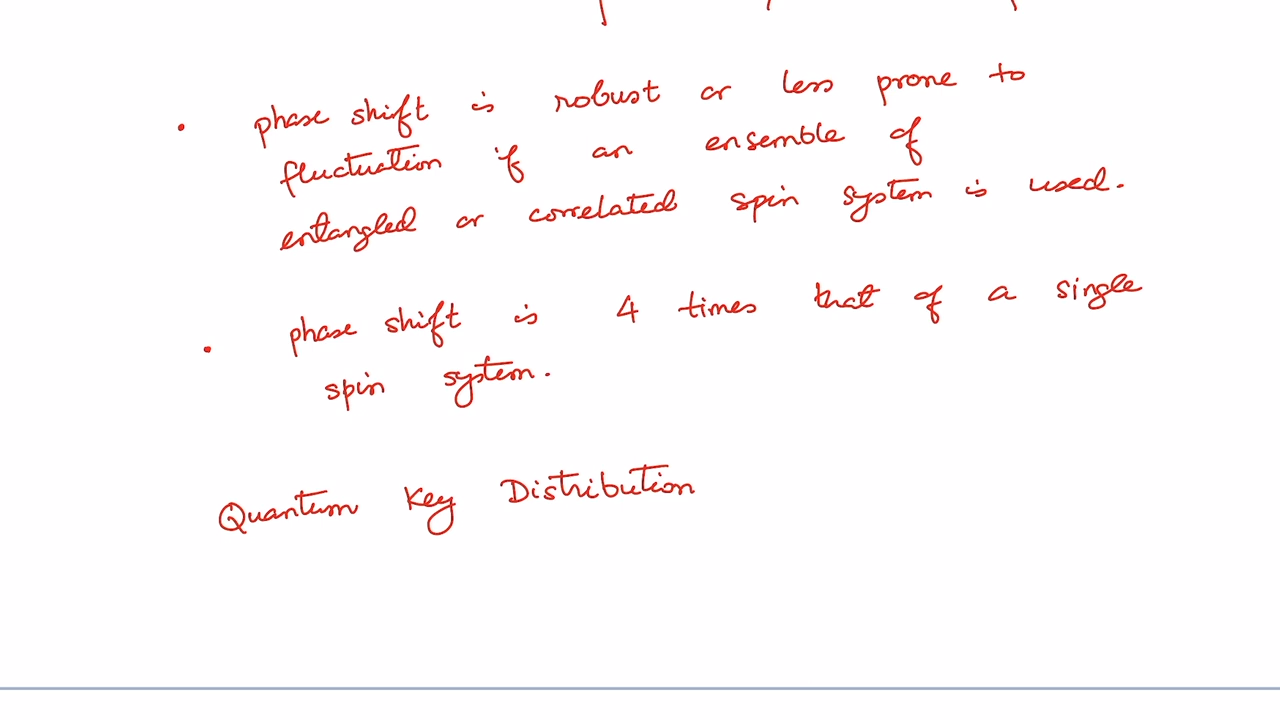 • phase shift is robust or less prone to
fluctuation if an ensemble of
entangled or correlated spin system is used.
• phase shift is 4 times that of a single
spin system.
Quantum Key Distribution